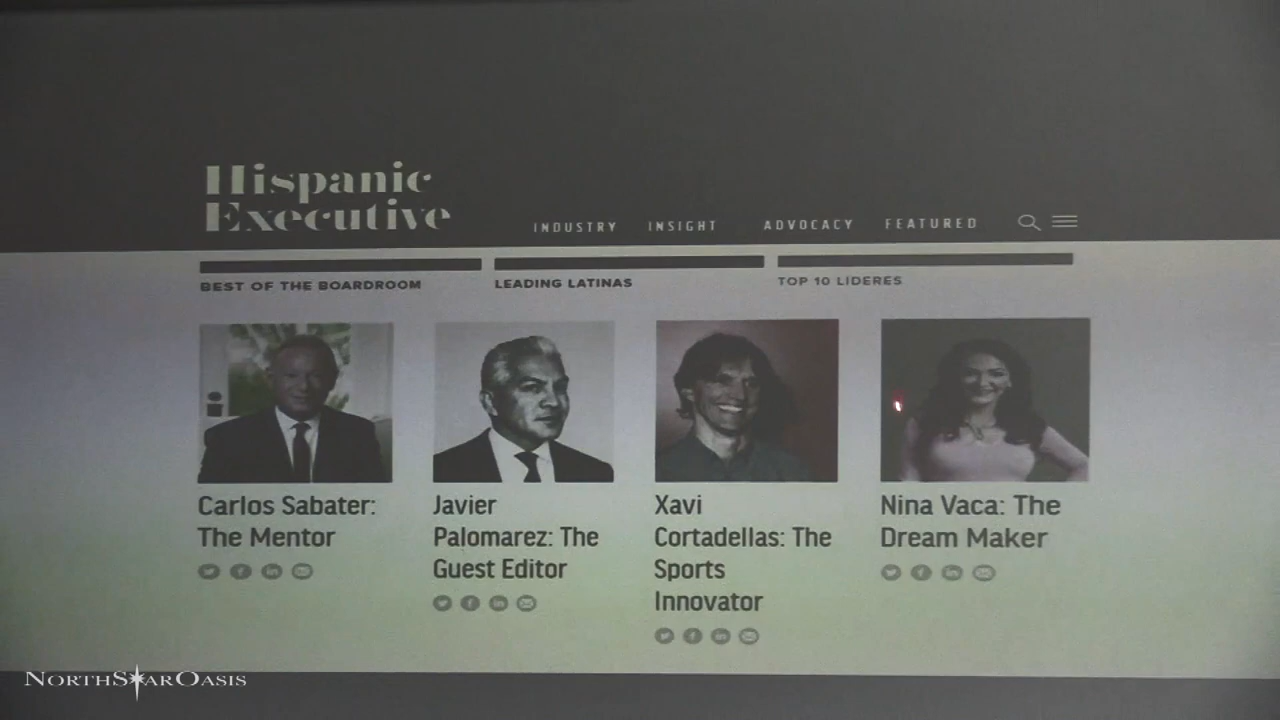 Hispanic
Executive
INDUSTRY INSIGHT ADVOCACY FEATURED
BEST OF THE BOARDROOM LEADING LATINAS TOP 10 LÍDERES
Carlos Sabater:
The Mentor
Javier
Palomarez: The
Guest Editor
Xavi
Cortadellas: The
Sports
Innovator
Nina Vaca: The
Dream Maker
NORTHSTAROASIS